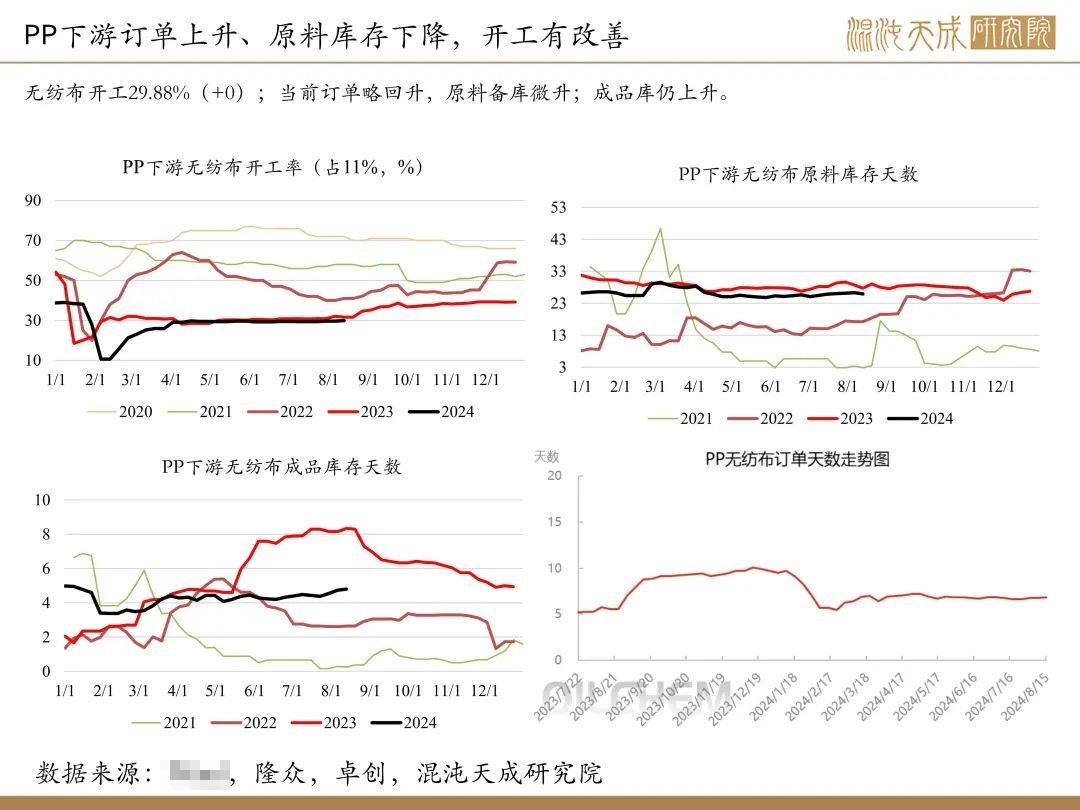 PP下游订单上升、原料库存下降，开工有改善
混沌天成研究院
无纺布开工29.88%（+0）；当前订单略回升，原料备库微升；成品库仍上升。
PP下游无纺布开工率（占11%，%）
90
70
50
30
10
1/1 2/1 3/1 4/1 5/1 6/1 7/1 8/1 9/1 10/1 11/1 12/1
2020 2021 2022 2023 2024
PP下游无纺布原料库存天数
53
43
33
23
13
3
1/1 2/1 3/1 4/1 5/1 6/1 7/1 8/1 9/1 10/1 11/1 12/1
2021 2022 2023 2024
PP下游无纺布成品库存天数
10
8
6
4
2
0
1/1 2/1 3/1 4/1 5/1 6/1 7/1 8/1 9/1 10/1 11/1 12/1
2021 2022 2023 2024
天数
PP无纺布订单天数走势图
20
15
10
5
0
OILCHEM
2023/7/22 2023/8/21 2023/9/20 2023/10/20 2023/11/19 2023/12/19 2024/1/18 2024/2/17 2024/3/18 2024/4/17 2024/5/17 2024/6/16 2024/7/16 2024/8/15
数据来源：，隆众，卓创，混沌天成研究院